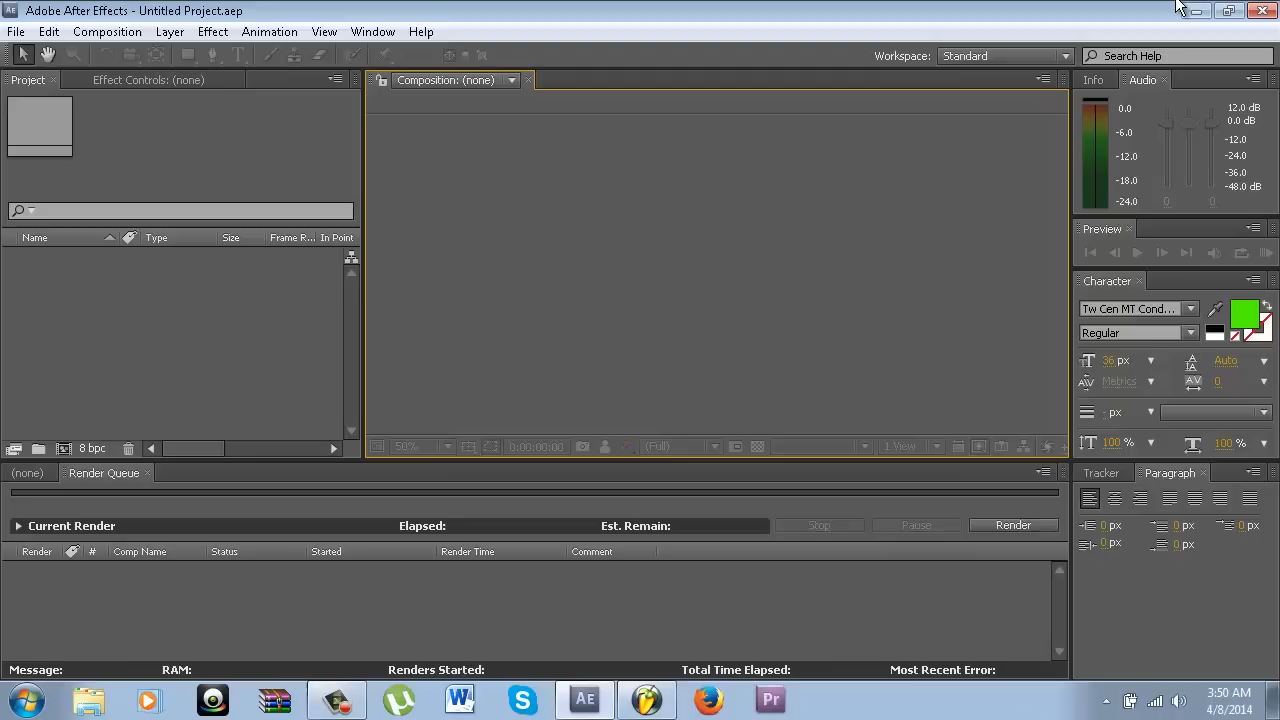 Adobe After Effects - Untitled Project.aep
File Edit Composition Layer Effect Animation View Window Help
Workspace: Standard Search Help
Project Effect Controls: (none) Composition: (none) Info Audio
0.0 12.0 dB
0.0 dB
-6.0
-12.0
-12.0 -24.0
-36.0
-18.0 -48.0 dB
-24.0 0 0
Preview
Name Type Size Frame R... In Point
Character
Tw Cen MT Cond...
Regular
36 px Auto
Metrics 0
- px
8 bpc 50% 0:00:00:00 (Full) 1 View 100 % 100 %
(none) Render Queue Tracker Paragraph
Current Render Elapsed: Est. Remain: Stop Pause Render
0 px 0 px 0 px
0 px 0 px
Render # Comp Name Status Started Render Time Comment
Message: RAM: Renders Started: Total Time Elapsed: Most Recent Error:
W S AE Pr
3:50 AM
4/8/2014